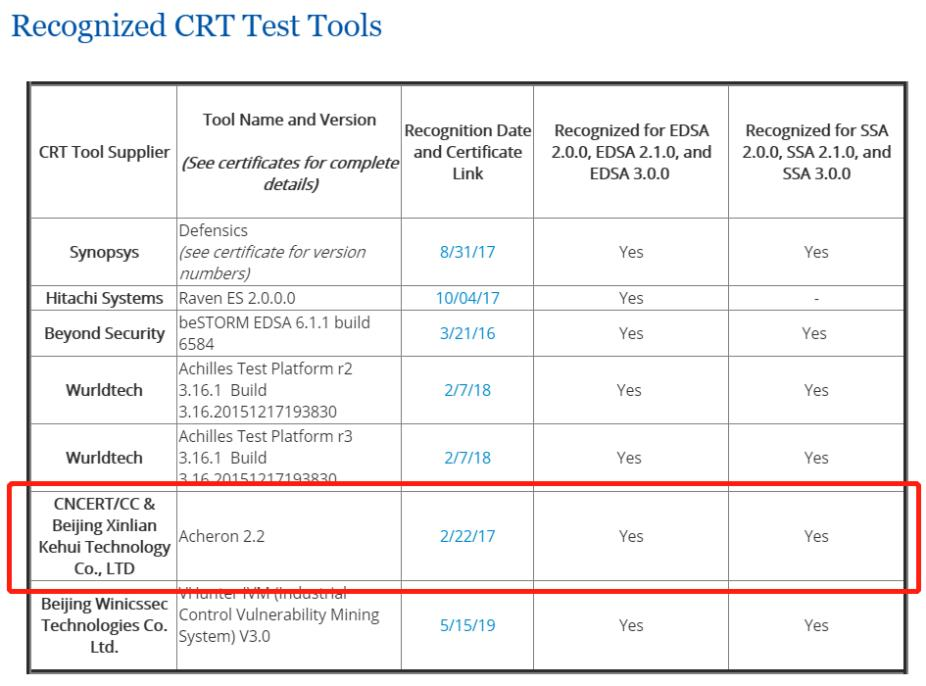 Recognized CRT Test Tools
CRT Tool Supplier
Tool Name and Version
(See certificates for complete
details)
Recognition Date
and Certificate
Link
Recognized for EDSA
2.0.0, EDSA 2.1.0, and
EDSA 3.0.0
Recognized for SSA
2.0.0, SSA 2.1.0, and
SSA 3.0.0
Synopsys
Defensics
(see certificate for version
numbers)
8/31/17
Yes
Yes
Hitachi Systems
Raven ES 2.0.0.0
10/04/17
Yes
-
Beyond Security
beSTORM EDSA 6.1.1 build
6584
3/21/16
Yes
Yes
Wurldtech
Achilles Test Platform r2
3.16.1 Build
3.16.20151217193830
2/7/18
Yes
Yes
Wurldtech
Achilles Test Platform r3
3.16.1 Build
3.16.20151217193830
2/7/18
Yes
Yes
CNCERT/CC &
Beijing Xinlian
Kehui Technology
Co., LTD
Acheron 2.2
2/22/17
Yes
Yes
Beijing Winicssec
Technologies Co.
Ltd.
VHunter IVM (Industrial
Control Vulnerability Mining
System) V3.0
5/15/19
Yes
Yes